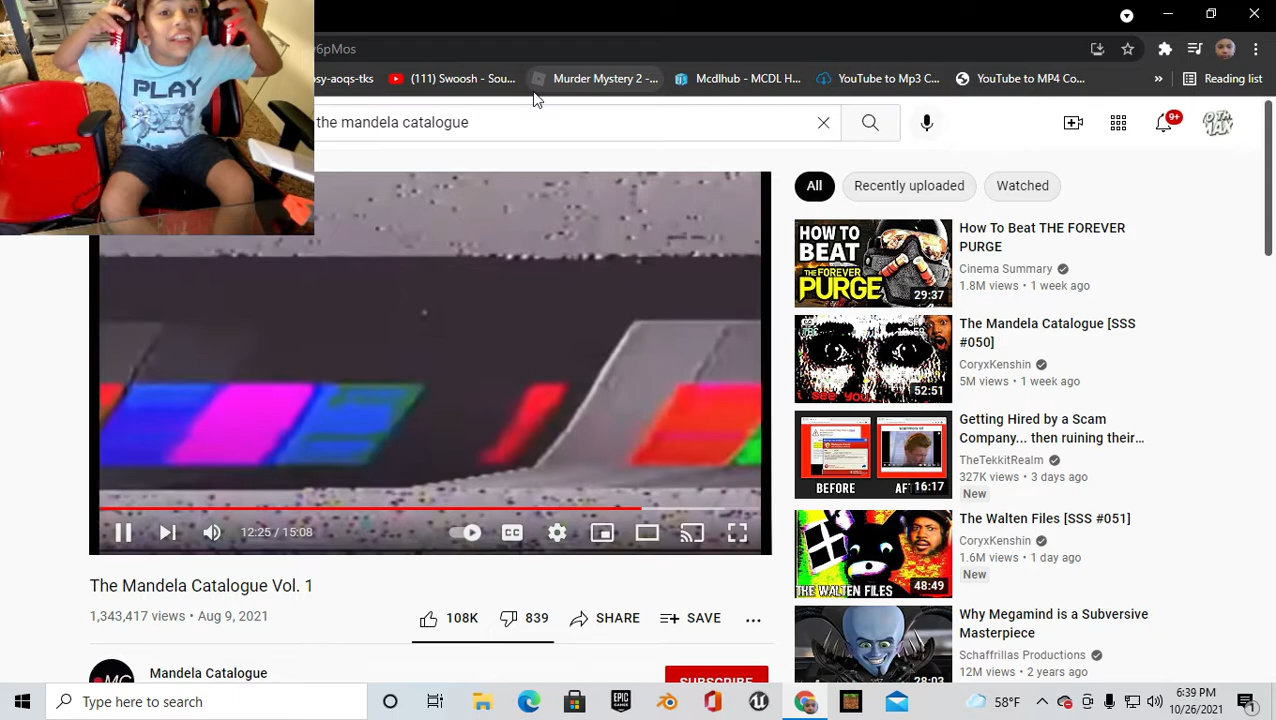 y6pMos
osy-aoqs-tks
(111) Swoosh - Sou...
Murder Mystery 2 -...
Mcdlhub - MCDL H...
YouTube to Mp3 C...
YouTube to MP4 Co...
»
Reading list
PLAY
the mandela catalogue
9+
All
Recently uploaded
Watched
HOW TO
BEAT
THE FOREVER
PURGE
29:37
How To Beat THE FOREVER
PURGE
Cinema Summary
1.8M views • 1 week ago
52:51
The Mandela Catalogue [SSS
#050]
CoryxKenshin
5M views • 1 week ago
BEFORE
16:17
Getting Hired by a Scam
Company... then ruining their...
TheTekkitRealm
327K views • 3 days ago
New
THE WALTEN FILES
48:49
The Walten Files [SSS #051]
CoryxKenshin
1.6M views • 1 day ago
New
28:03
Why Megamind is a Subversive
Masterpiece
Schaffrillas Productions
12M views • 2 years ago
12:25 / 15:08
CC
The Mandela Catalogue Vol. 1
1,343,417 views • Aug 9, 2021
108K
839
SHARE
SAVE
Mandela Catalogue
SUBSCRIBE
Type here to search
EPIC
GAMES
58°F
6:39 PM
10/26/2021
1